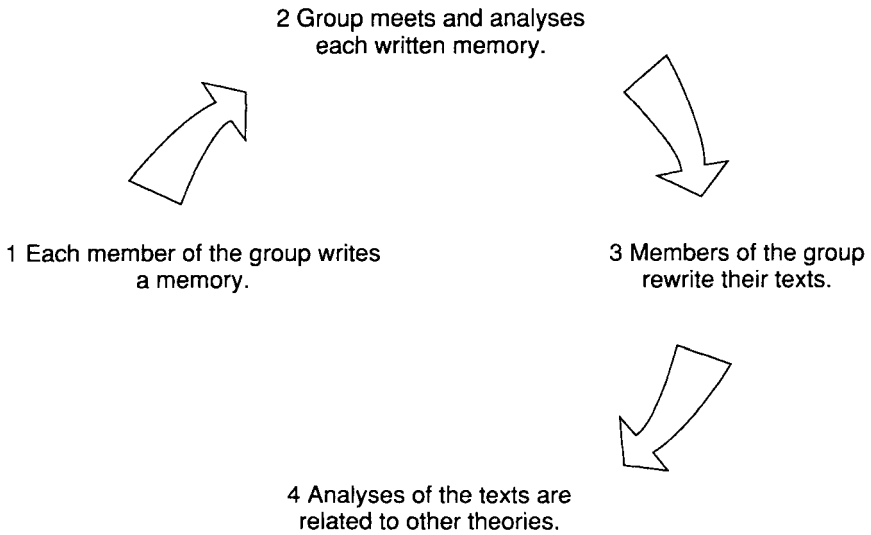 2 Group meets and analyses
each written memory.
1 Each member of the group writes
a memory.
3 Members of the group
rewrite their texts.
4 Analyses of the texts are
related to other theories.